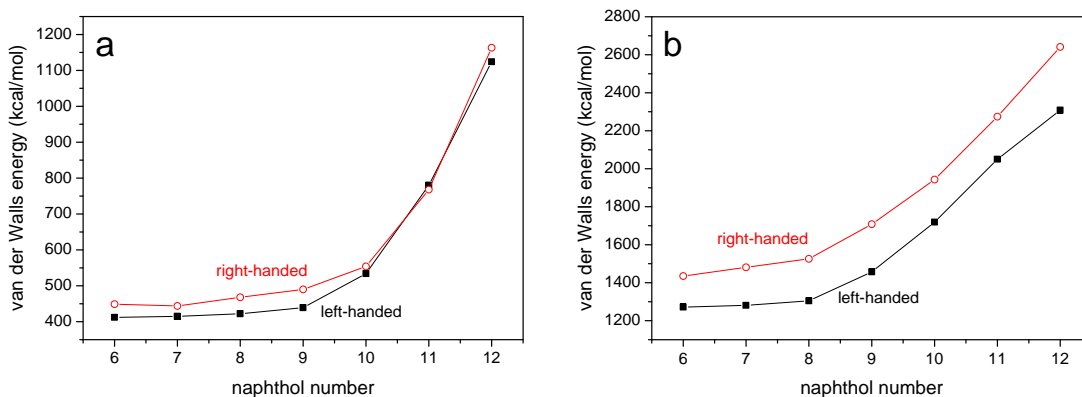 a
van der Walls energy (kcal/mol)
1200
1100
1000
900
800
700
600
500
400
right-handed
left-handed
6 7 8 9 10 11 12
naphthol number
b
van der Walls energy (kcal/mol)
2800
2600
2400
2200
2000
1800
1600
1400
1200
right-handed
left-handed
6 7 8 9 10 11 12
naphthol number